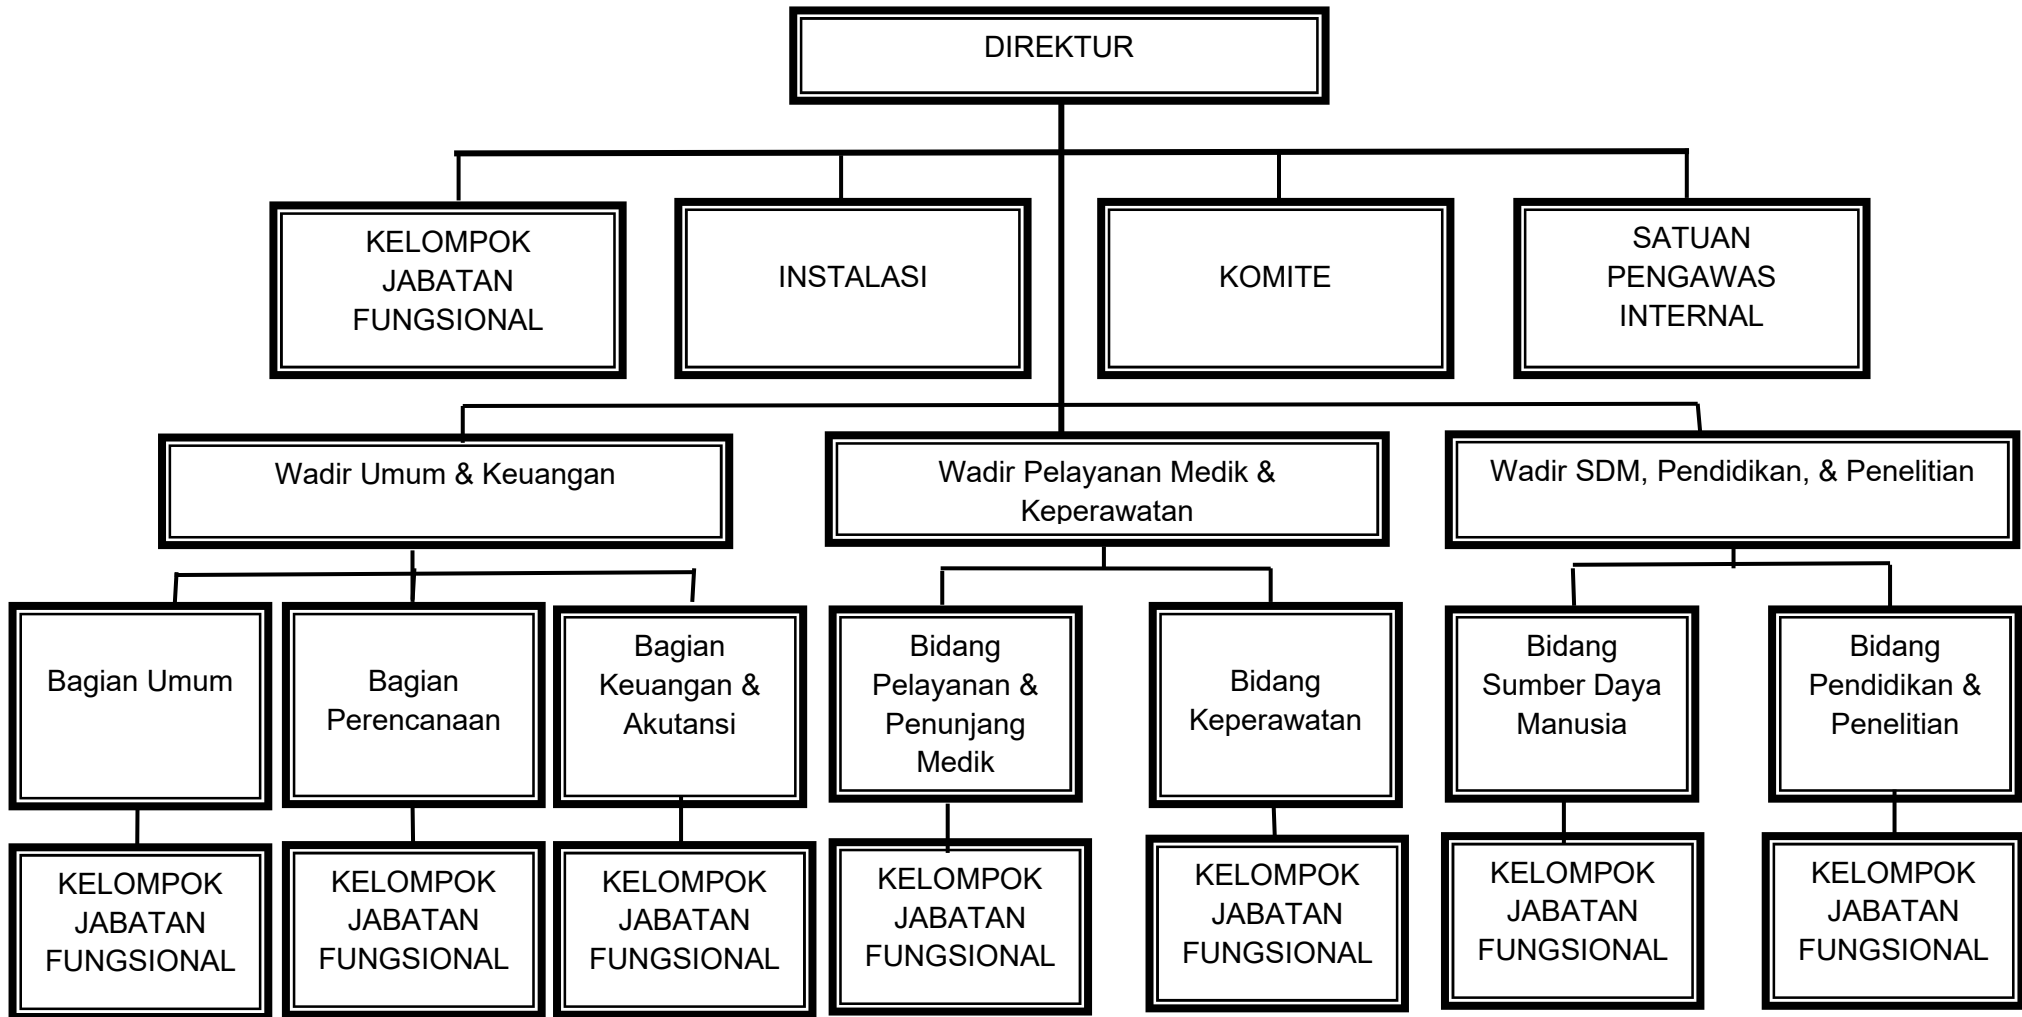 DIREKTUR
KELOMPOK
JABATAN
FUNGSIONAL
INSTALASI
KOMITE
SATUAN
PENGAWAS
INTERNAL
Wadir Umum & Keuangan
Wadir Pelayanan Medik &
Keperawatan
Wadir SDM, Pendidikan, & Penelitian
Bagian Umum
Bagian
Perencanaan
Bagian
Keuangan &
Akutansi
Bidang
Pelayanan &
Penunjang
Medik
Bidang
Keperawatan
Bidang
Sumber Daya
Manusia
Bidang
Pendidikan &
Penelitian
KELOMPOK
JABATAN
FUNGSIONAL
KELOMPOK
JABATAN
FUNGSIONAL
KELOMPOK
JABATAN
FUNGSIONAL
KELOMPOK
JABATAN
FUNGSIONAL
KELOMPOK
JABATAN
FUNGSIONAL
KELOMPOK
JABATAN
FUNGSIONAL
KELOMPOK
JABATAN
FUNGSIONAL